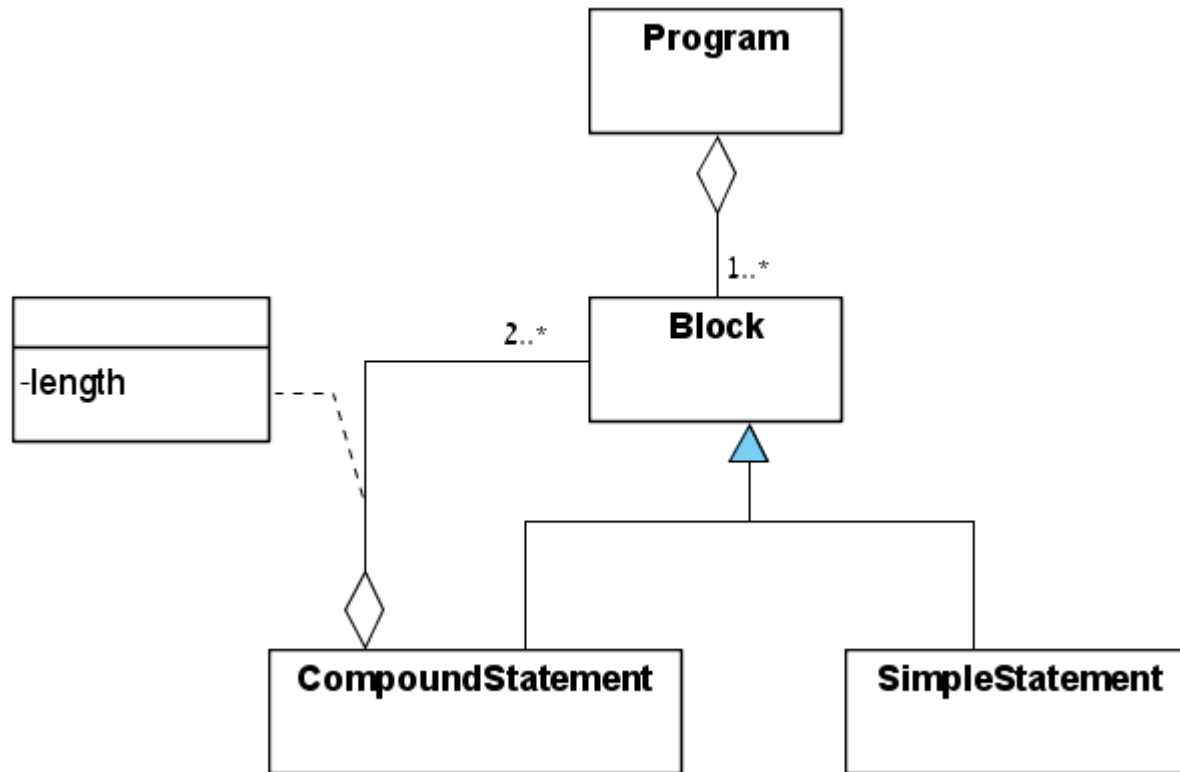 Program
1..*
Block
2..*
-length
CompoundStatement
SimpleStatement